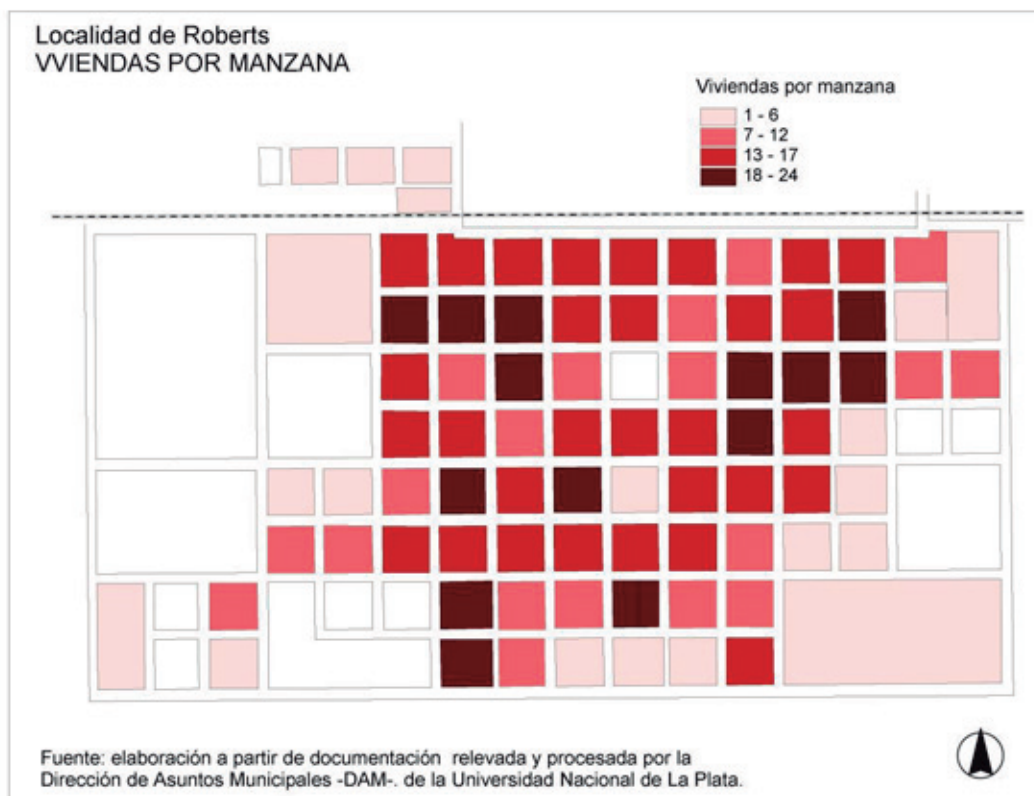 Localidad de Roberts
VVIENDAS POR MANZANA
Viviendas por manzana
1 - 6
7 - 12
13 - 17
18 - 24
Fuente: elaboración a partir de documentación relevada y procesada por la
Dirección de Asuntos Municipales -DAM-. de la Universidad Nacional de La Plata.